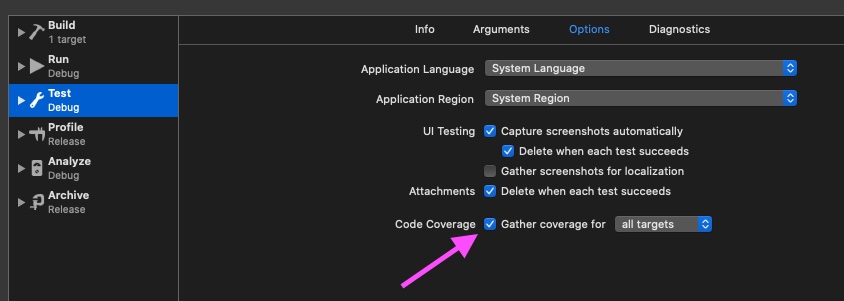 Build
1 target
Run
Debug
Test
Debug
Profile
Release
Analyze
Debug
Archive
Release
Info Arguments Options Diagnostics
Application Language System Language
Application Region System Region
UI Testing Capture screenshots automatically
Delete when each test succeeds
Gather screenshots for localization
Attachments Delete when each test succeeds
Code Coverage Gather coverage for all targets